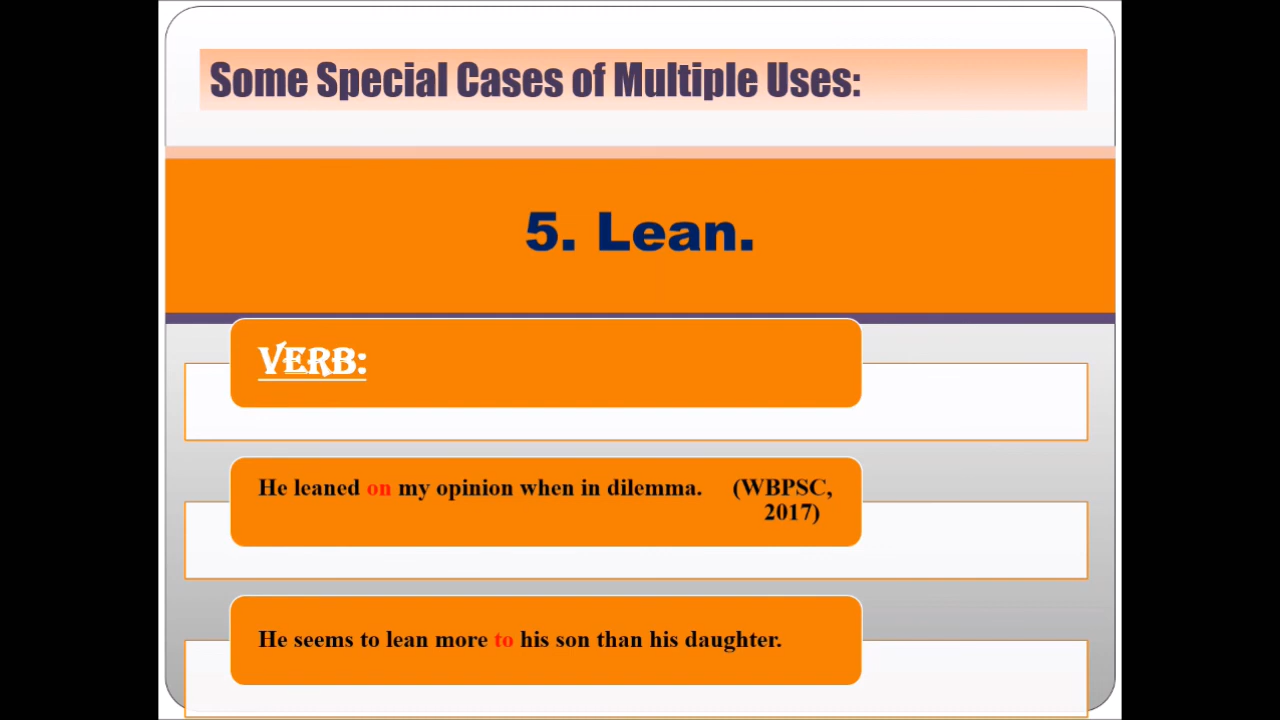 Some Special Cases of Multiple Uses:
5. Lean.
VERB:
He leaned on my opinion when in dilemma. (WBPSC,
2017)
He seems to lean more to his son than his daughter.